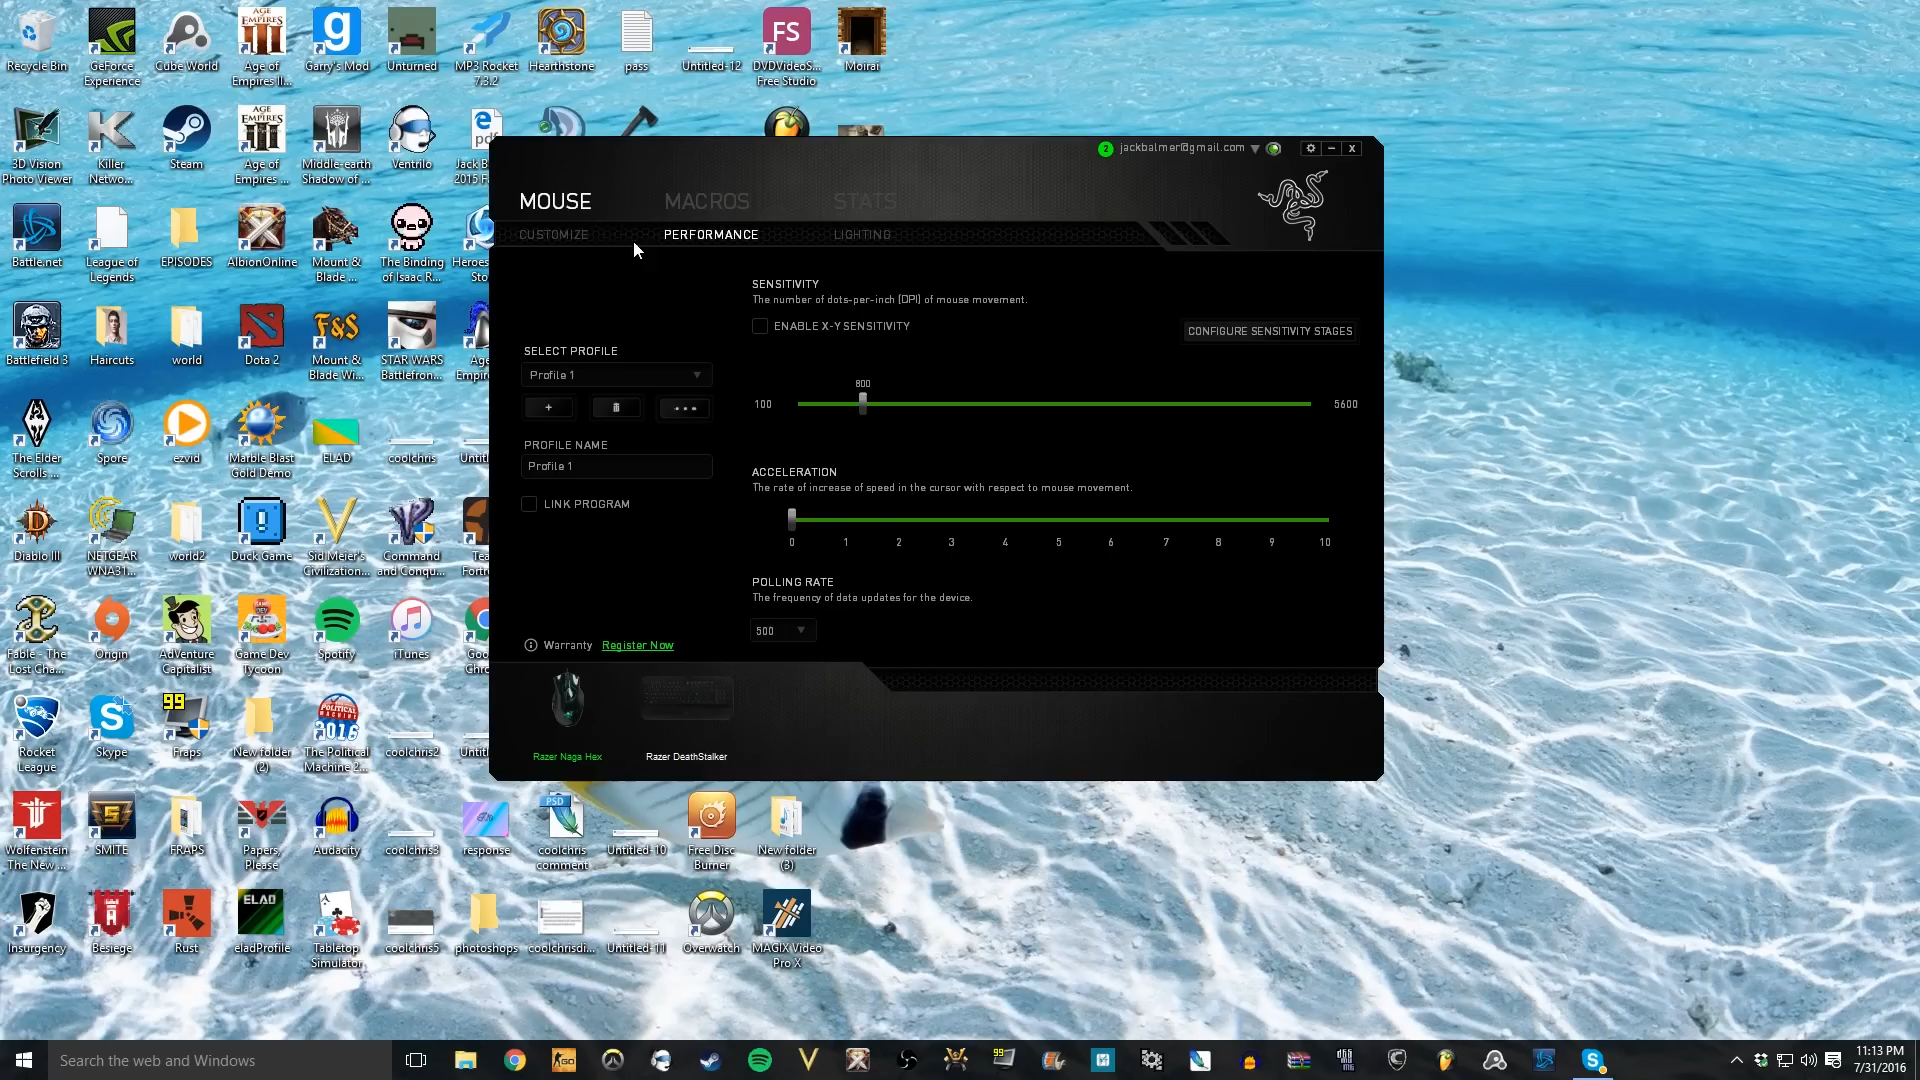 Recycle Bin
GeForce Experience
Cube World
Age of Empires II...
Garry's Mod
Unturned
MP3 Rocket 7.3.2
Hearthstone
pass
Untitled-12
FS
DVDVideoS... Free Studio
Moirai
3D Vision Photo Viewer
Killer Netwo...
Steam
Age of Empires ...
Middle-earth Shadow of ...
Ventrilo
Battle.net
League of Legends
EPISODES
AlbionOnline
Mount & Blade ...
The Binding of Isaac R...
Battlefield 3
Haircuts
world
Dota 2
Mount & Blade Wi...
STAR WARS Battlefron...
The Elder Scrolls ...
Spore
ezvid
Marble Blast Gold Demo
ELAD
coolchris
Diablo III
NETGEAR WNA31...
world2
Duck Game
Sid Meier's Civilization...
Command and Conqu...
Fable - The Lost Cha...
Origin
AdVenture Capitalist
Game Dev Tycoon
Spotify
iTunes
Rocket League
Skype
99
Fraps
New folder (2)
The Political Machine 2...
coolchris2
Wolfenstein The New ...
SMITE
FRAPS
Papers, Please
Audacity
coolchris3
response
PSD
coolchris comment
Untitled-10
Free Disc Burner
New folder (3)
Insurgency
Besiege
Rust
ELAD
eladProfile
Tabletop Simulator
coolchris5
photoshops
coolchrisdi...
Untitled-11
Overwatch
MAGIX Video Pro X
2 jackbalmer@gmail.com
MOUSE MACROS STATS
CUSTOMIZE PERFORMANCE LIGHTING
SENSITIVITY
The number of dots-per-inch (DPI) of mouse movement.
ENABLE X-Y SENSITIVITY
CONFIGURE SENSITIVITY STAGES
SELECT PROFILE
Profile 1
800
100
5600
PROFILE NAME
Profile 1
LINK PROGRAM
ACCELERATION
The rate of increase of speed in the cursor with respect to mouse movement.
0 1 2 3 4 5 6 7 8 9 10
POLLING RATE
The frequency of data updates for the device.
500
Warranty Register Now
Razer Naga Hex
Razer DeathStalker
Search the web and Windows
11:13 PM
7/31/2016